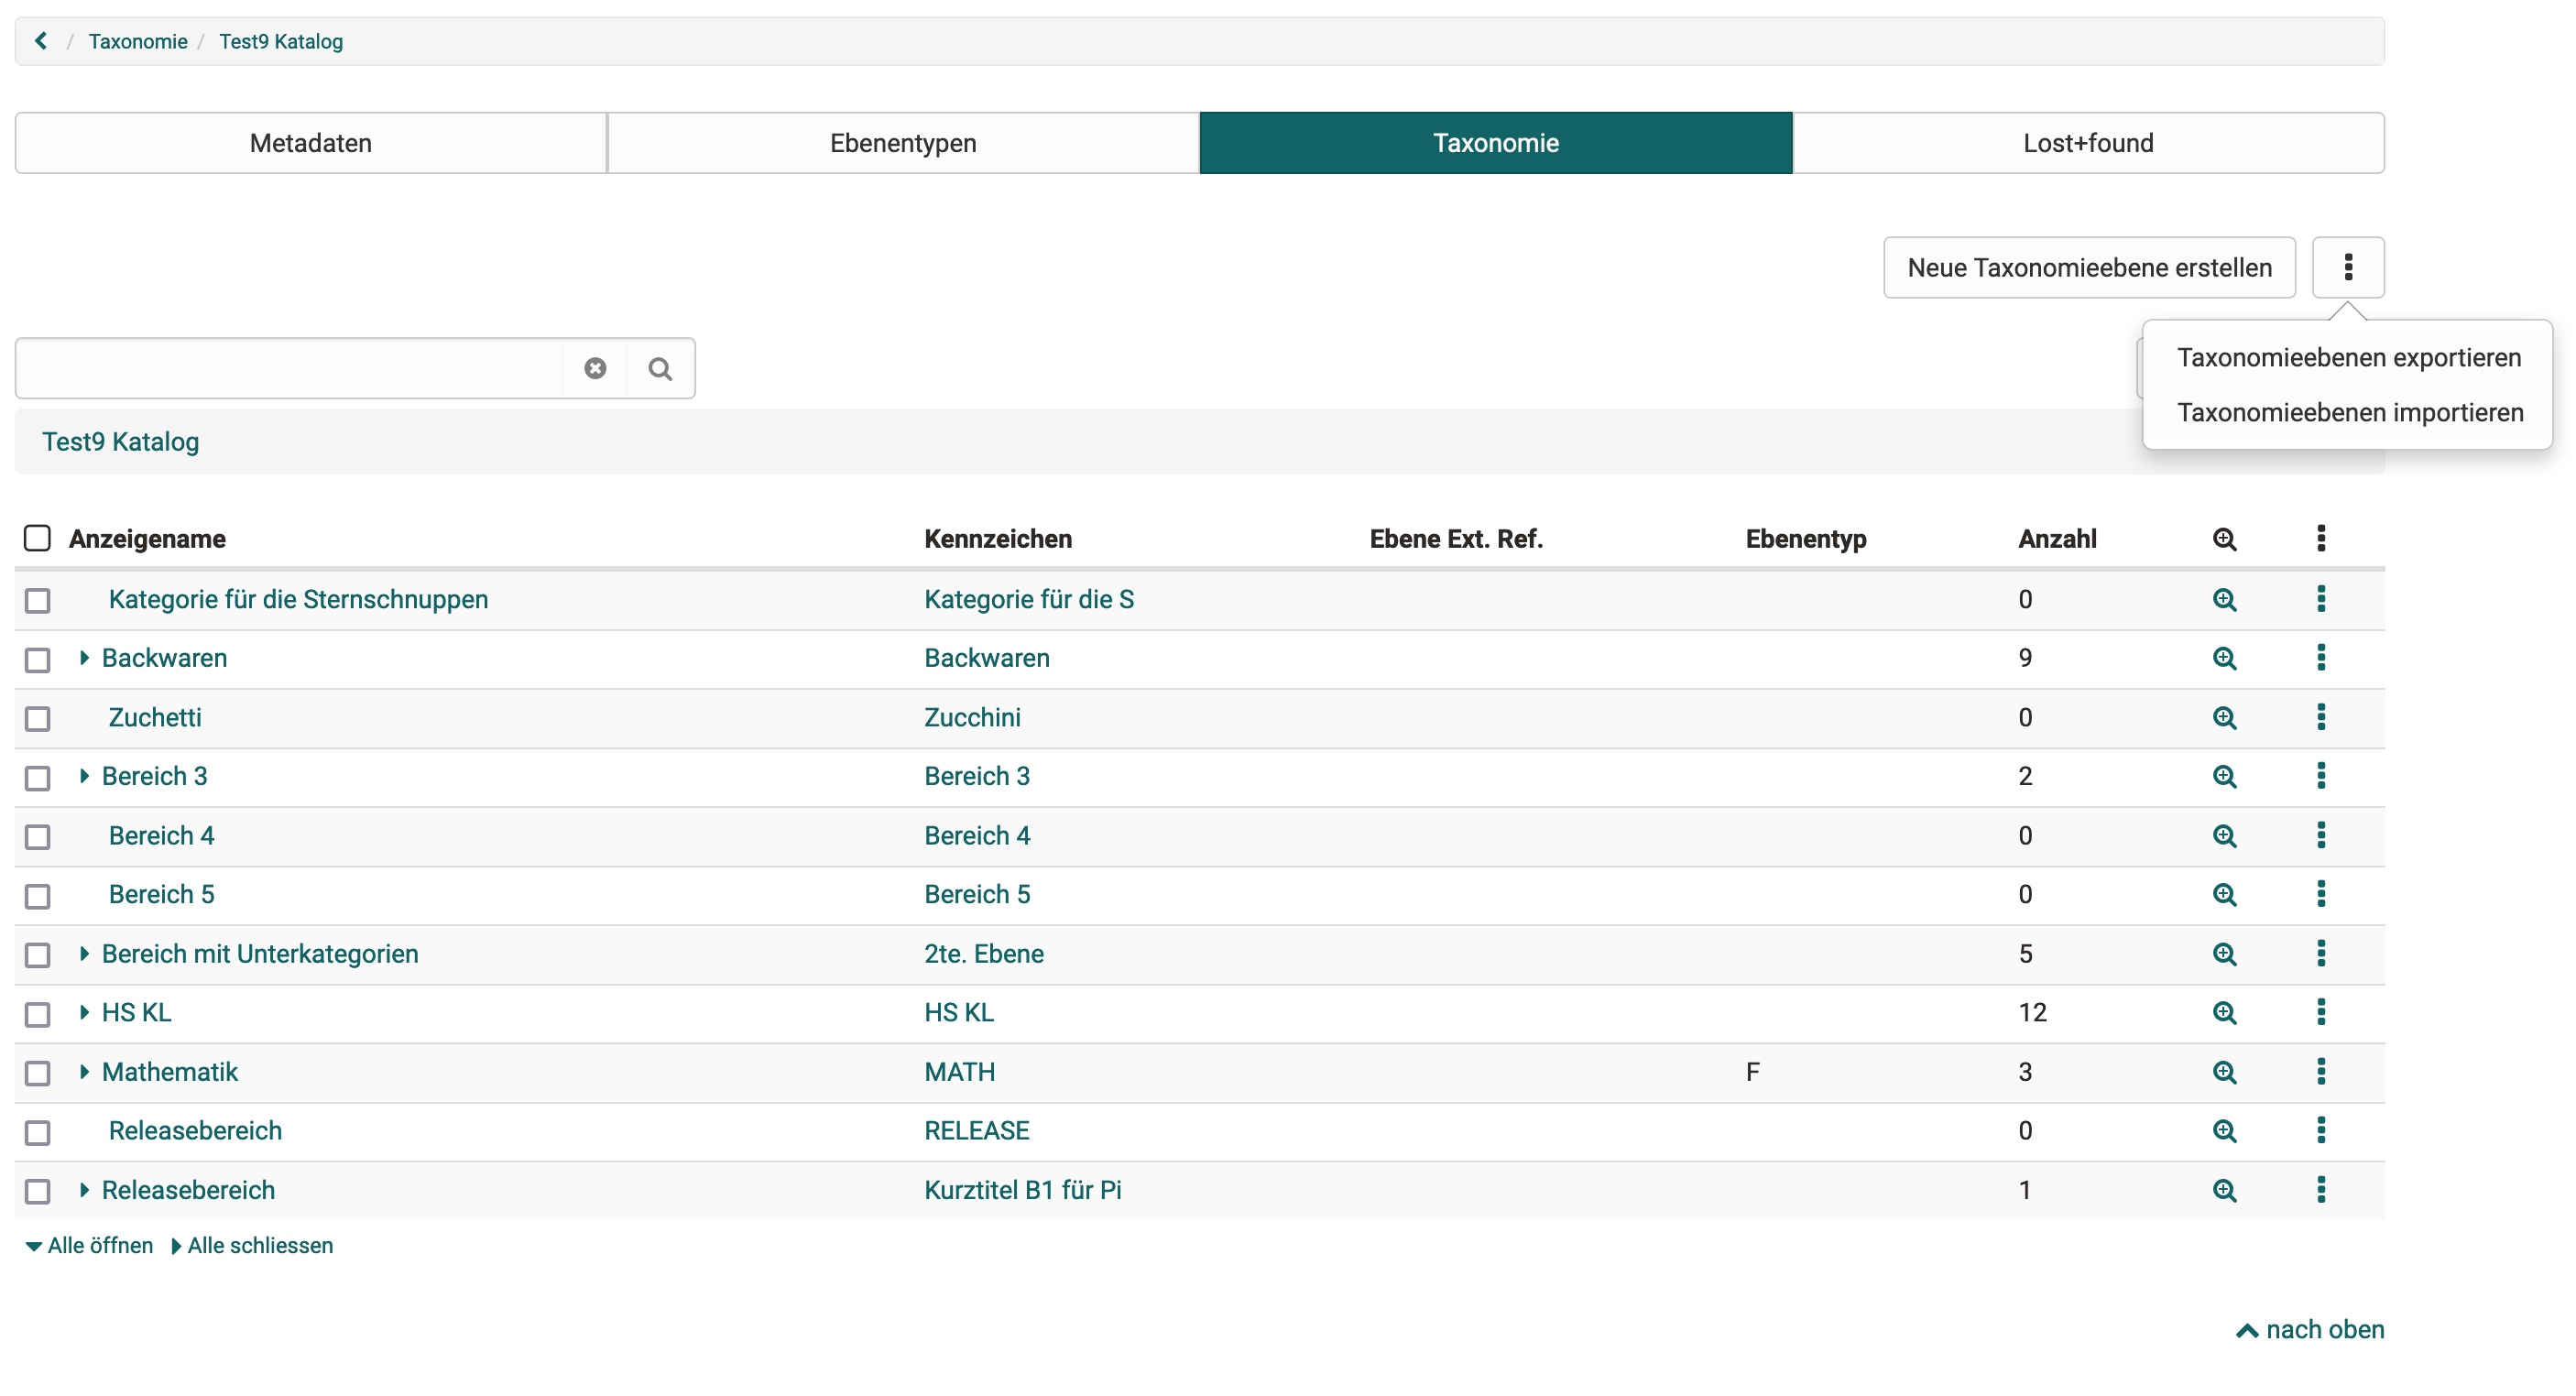 / Taxonomie / Test9 Katalog
Metadaten Ebenentypen Taxonomie Lost+found
Neue Taxonomieebene erstellen
Taxonomieebenen exportieren
Taxonomieebenen importieren
Test9 Katalog
Anzeigename Kennzeichen Ebene Ext. Ref. Ebenentyp Anzahl
Kategorie für die Sternschnuppen Kategorie für die S 0
Backwaren Backwaren 9
Zuchetti Zucchini 0
Bereich 3 Bereich 3 2
Bereich 4 Bereich 4 0
Bereich 5 Bereich 5 0
Bereich mit Unterkategorien 2te. Ebene 5
HS KL HS KL 12
Mathematik MATH F 3
Releasebereich RELEASE 0
Releasebereich Kurztitel B1 für Pi 1
Alle öffnen Alle schliessen
nach oben